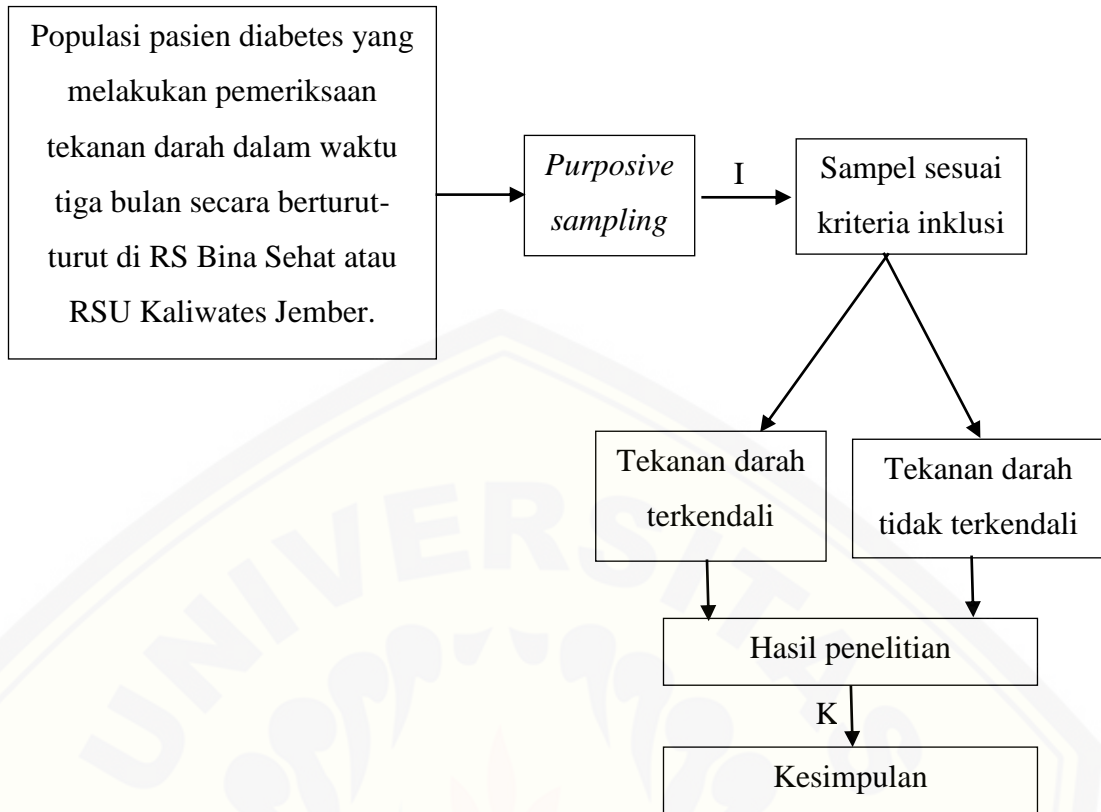 Populasi pasien diabetes yang
melakukan pemeriksaan
tekanan darah dalam waktu
tiga bulan secara berturut-
turut di RS Bina Sehat atau
RSU Kaliwates Jember.
Purposive
sampling
I
Sampel sesuai
kriteria inklusi
Tekanan darah
terkendali
Tekanan darah
tidak terkendali
Hasil penelitian
K
Kesimpulan
UNIVERSITAS